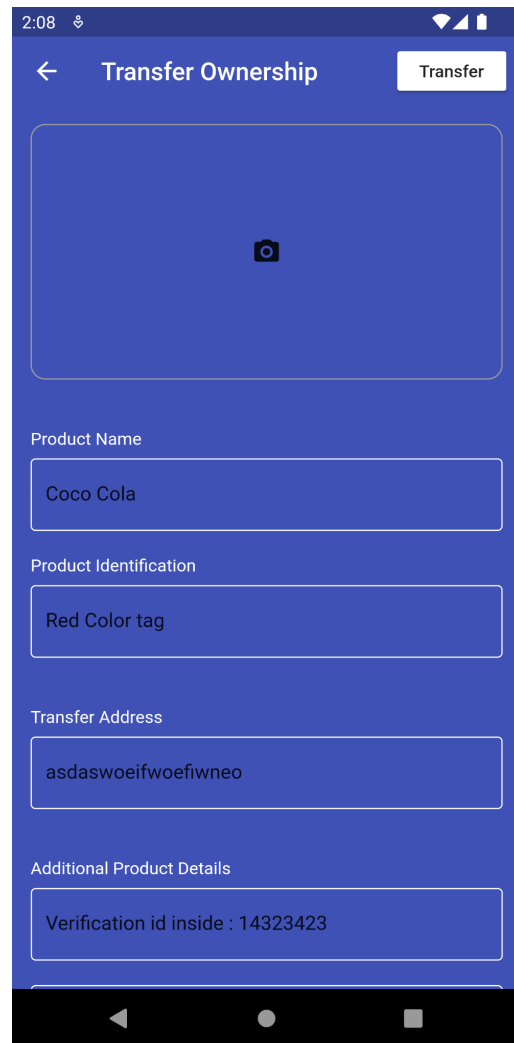 2:08
Transfer Ownership
Transfer
Product Name
Coco Cola
Product Identification
Red Color tag
Transfer Address
asdaswoeifwoefiwneo
Additional Product Details
Verification id inside : 14323423